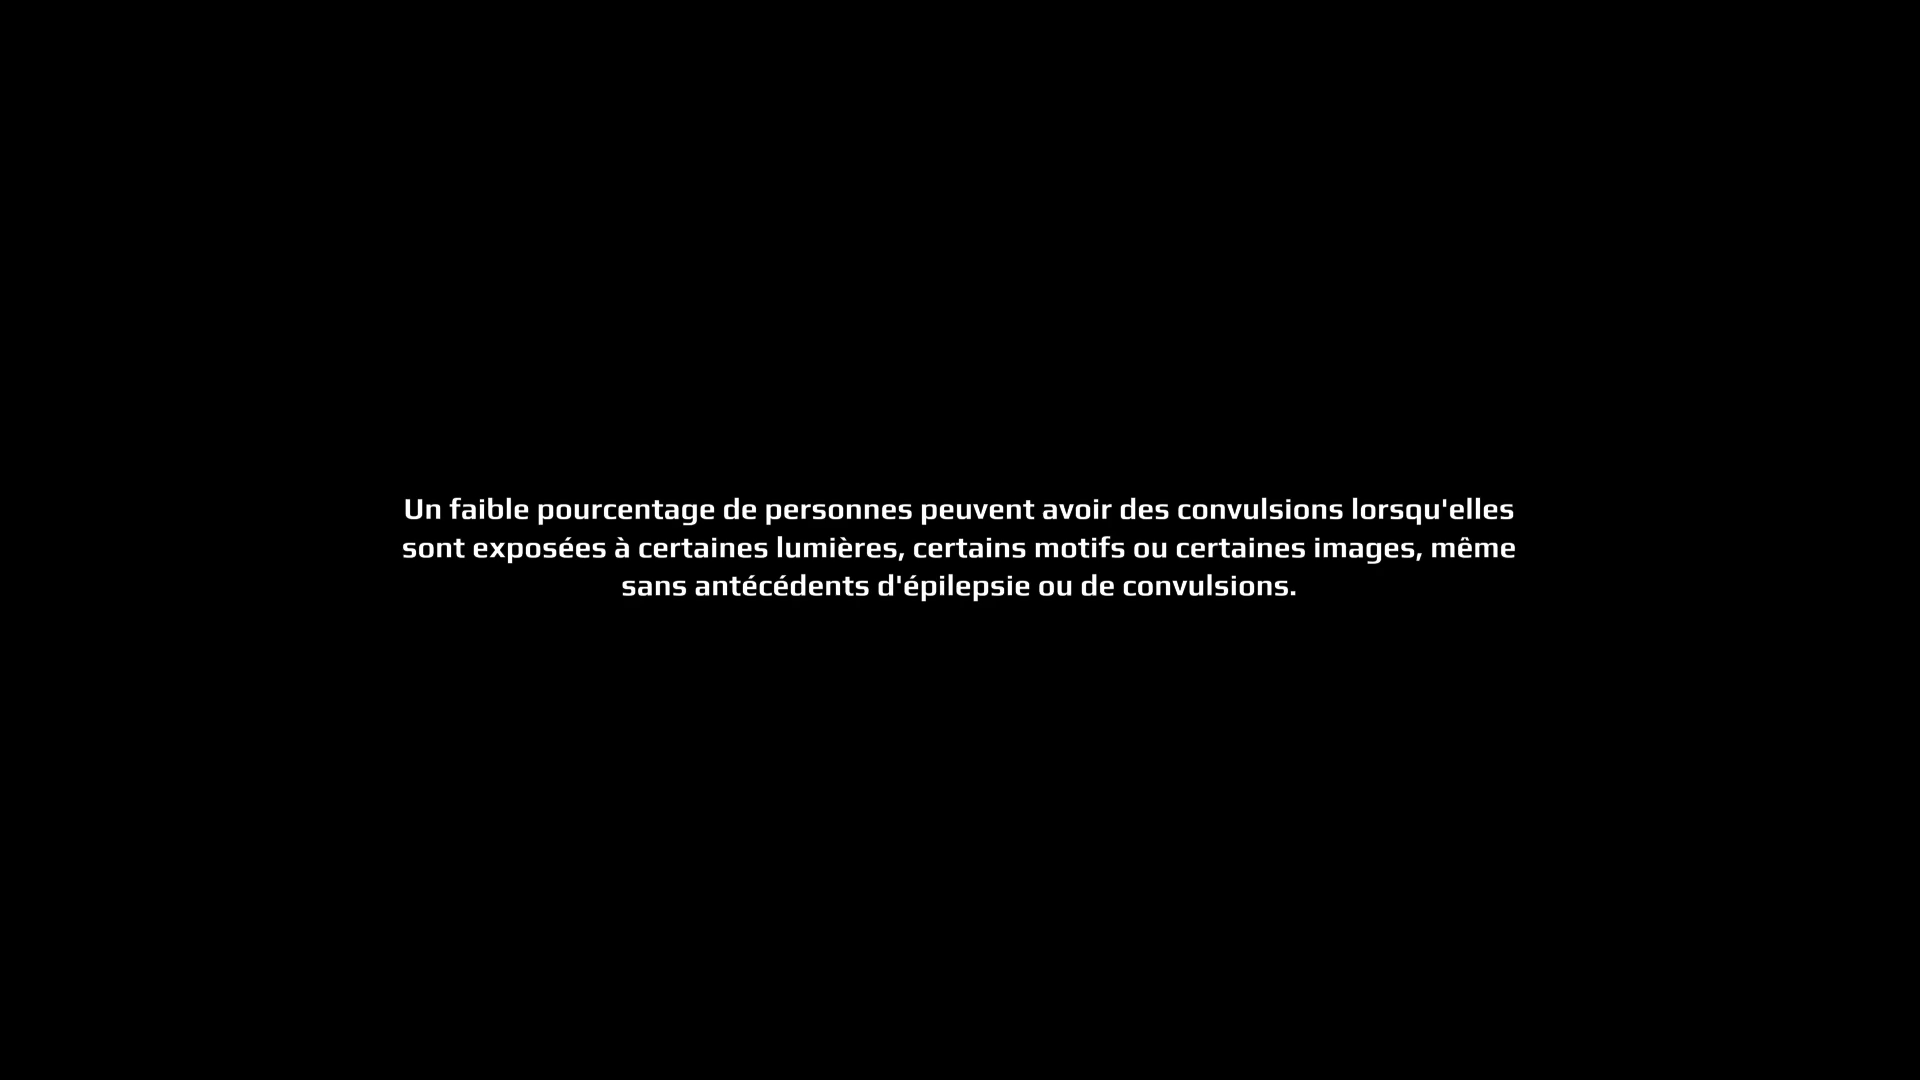 Un faible pourcentage de personnes peuvent avoir des convulsions lorsqu'elles
sont exposées à certaines lumières, certains motifs ou certaines images, même
sans antécédents d'épilepsie ou de convulsions.